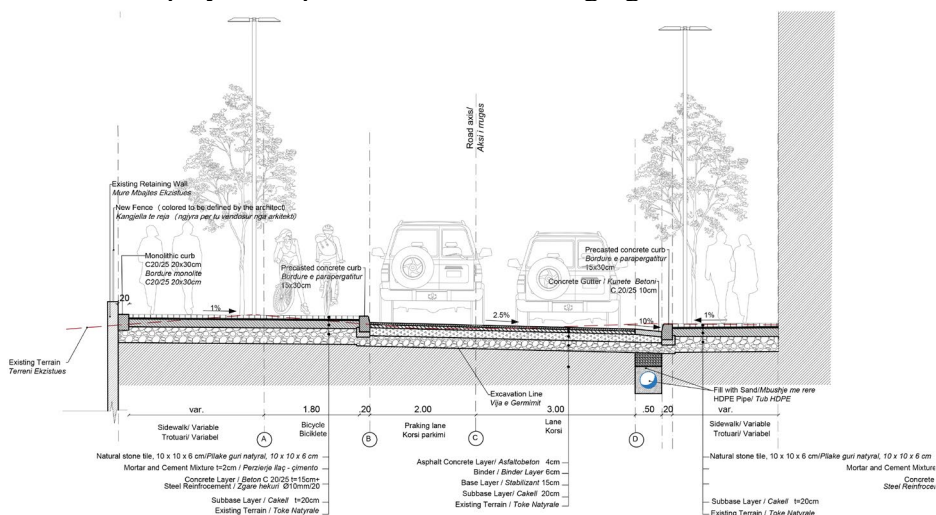 Road axis/
Aksi i rruges
Existing Retaining Wall
Mure Mbajtes Ekzistues
New Fence ( colored to be defined by the architect)
Kangjella te reja ( ngjyra per tu vendosur nga arkitekti)
Monolithic curb
C20/25 20x30cm
Bordure monolite
C20/25 20x30cm
Precasted concrete curb
Bordure e parapergatitur
15x30cm
Precasted concrete curb
Bordure e parapergatitur
15x30cm
Concrete Gutter / Kunete Betoni
C 20/25 10cm
20
1%
2.5%
10%
1%
Existing Terrain
Terreni Ekzistues
Excavation Line
Vija e Germimit
Fill with Sand/Mbushje me rere
HDPE Pipe/ Tub HDPE
var.
1.80
.20
2.00
3.00
.50
.20
var.
Sidewalk/ Variable
Trotuari/ Variabel
A
Bicycle
Biciklete
B
Praking lane
Korsi parkimi
C
Lane
Korsi
D
Sidewalk/ Variable
Trotuari/ Variabel
Natural stone tile, 10 x 10 x 6 cm/Pllake guri natyral, 10 x 10 x 6 cm
Mortar and Cement Mixture t=2cm / Perzierje llaç - çimento
Concrete Layer / Beton C 20/25 t=15cm+
Steel Reinfrocement / Zgare hekuri Ø10mm/20
Subbase Layer / Cakell t=20cm
Existing Terrain / Toke Natyrale
Asphalt Concrete Layer/ Asfaltobeton 4cm
Binder / Binder Layer 6cm
Base Layer / Stabilizant 15cm
Subbase Layer/ Cakell 20cm
Existing Terrain / Toke Natyrale
Natural stone tile, 10 x 10 x 6 cm/Pllake guri natyral, 10 x 10 x 6 cm
Mortar and Cement Mixture
Concrete
Steel Reinfrocer
Subbase Layer / Cakell t=20cm
Existing Terrain / Toke Natyrale